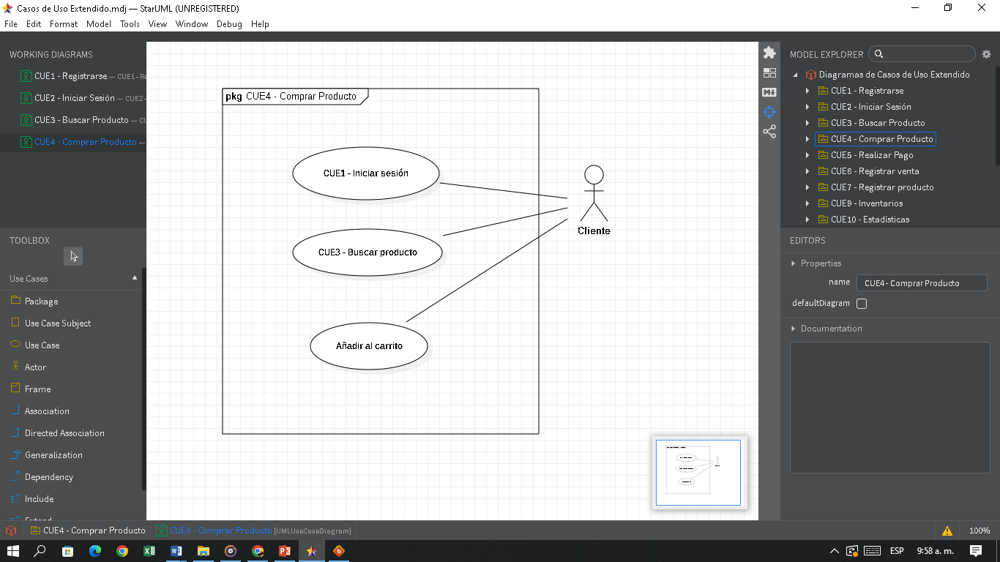 Casos de Uso Extendido.mdj — StarUML (UNREGISTERED)
File Edit Format Model Tools View Window Debug Help
WORKING DIAGRAMS
CUE1 - Registrarse — CUE1- Re
CUE2 - Iniciar Sesión — CUE2 -
CUE3 - Buscar Producto — CU
CUE4 - Comprar Producto —
TOOLBOX
Use Cases
Package
Use Case Subject
Use Case
Actor
Frame
Association
Directed Association
Generalization
Dependency
Include
Extend
pkg CUE4 - Comprar Producto
CUE1 - Iniciar sesión
CUE3 - Buscar producto
Añadir al carrito
Cliente
MODEL EXPLORER
Diagramas de Casos de Uso Extendido
CUE1 - Registrarse
CUE2 - Iniciar Sesión
CUE3 - Buscar Producto
CUE4 - Comprar Producto
CUE5 - Realizar Pago
CUE6 - Registrar venta
CUE7 - Registrar producto
CUE9 - Inventarios
CUE10 - Estadísticas
EDITORS
Properties
name CUE4 - Comprar Producto
defaultDiagram
Documentation
CUE4 - Comprar Producto CUE4 - Comprar Producto [UMLUseCaseDiagram] 100%
ESP 9:58 a. m.